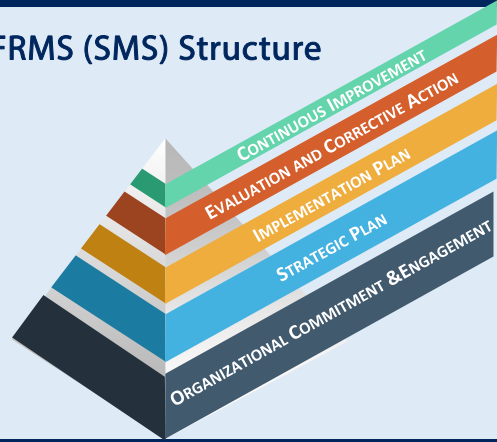 FRMS (SMS) Structure
CONTINUOUS IMPROVEMENT
EVALUATION AND CORRECTIVE ACTION
IMPLEMENTATION PLAN
STRATEGIC PLAN
ORGANIZATIONAL COMMITMENT &ENGAGEMENT